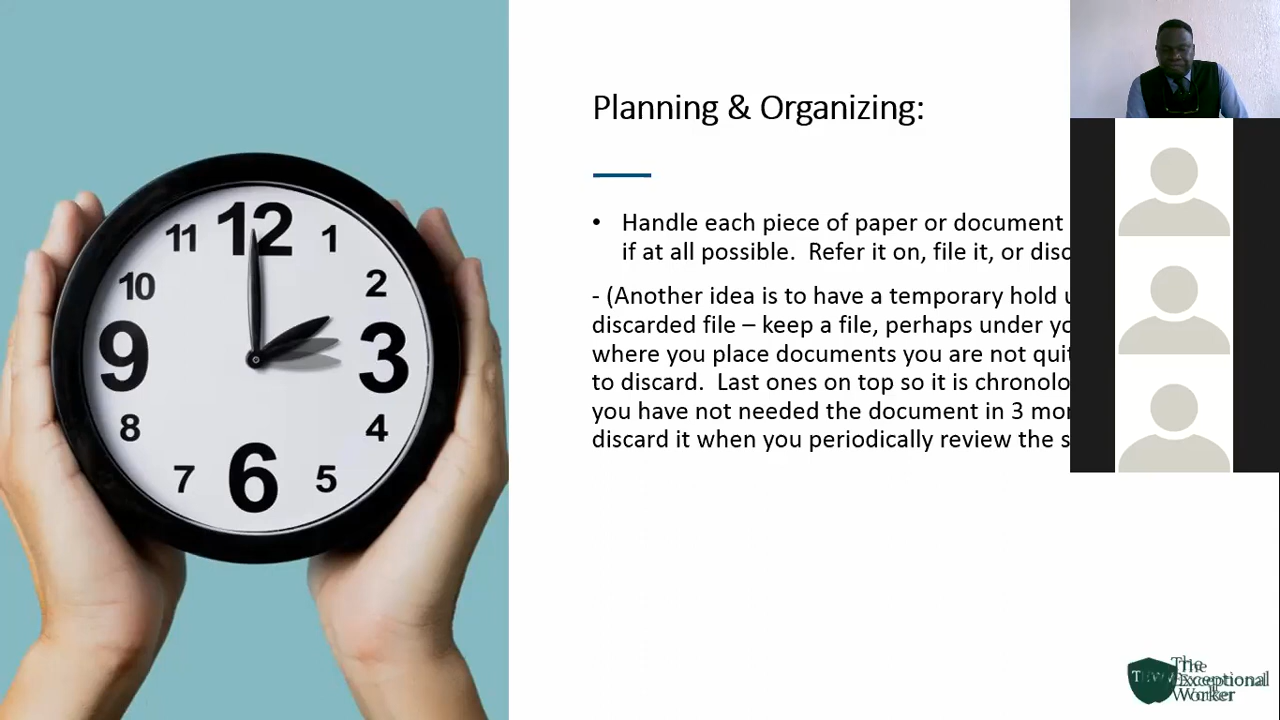 Planning & Organizing:
• Handle each piece of paper or document
if at all possible. Refer it on, file it, or disc
- (Another idea is to have a temporary hold u
discarded file – keep a file, perhaps under yo
where you place documents you are not quit
to discard. Last ones on top so it is chronolo
you have not needed the document in 3 mor
discard it when you periodically review the s
12
11
1
10
2
9
3
8
4
7
5
6
The
Exceptional
Worker